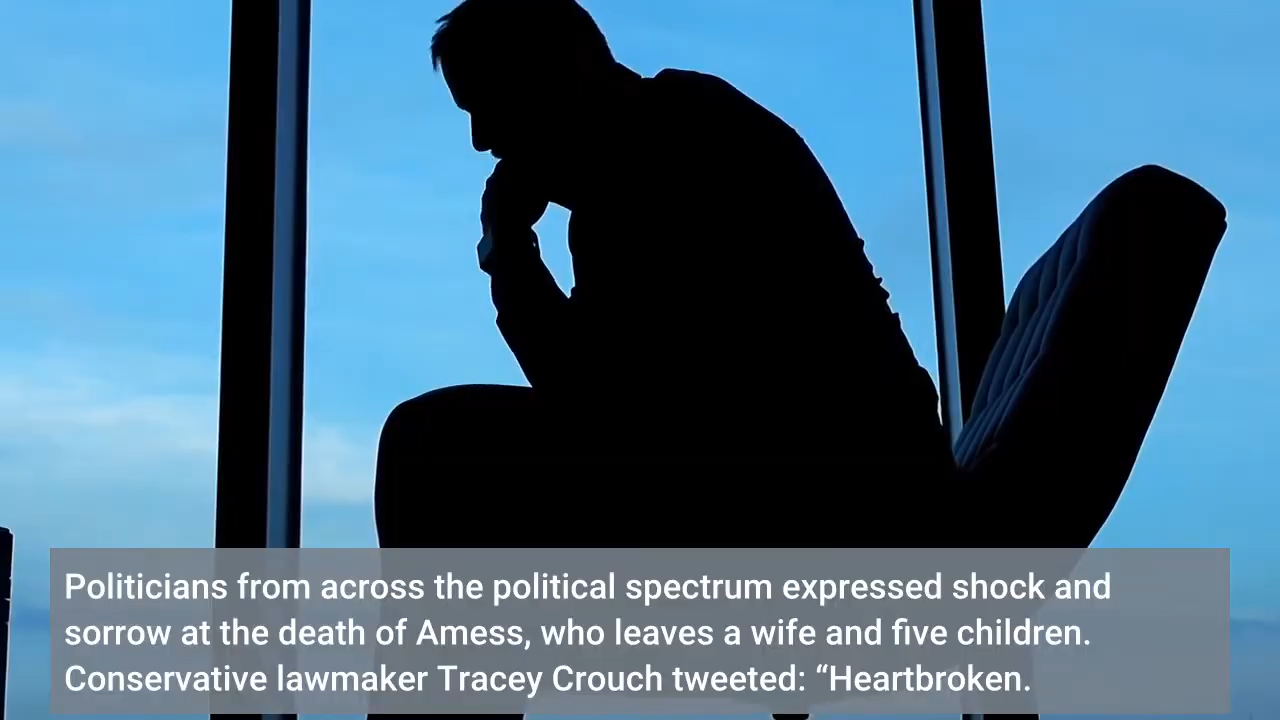 Politicians from across the political spectrum expressed shock and
sorrow at the death of Amess, who leaves a wife and five children.
Conservative lawmaker Tracey Crouch tweeted: “Heartbroken.